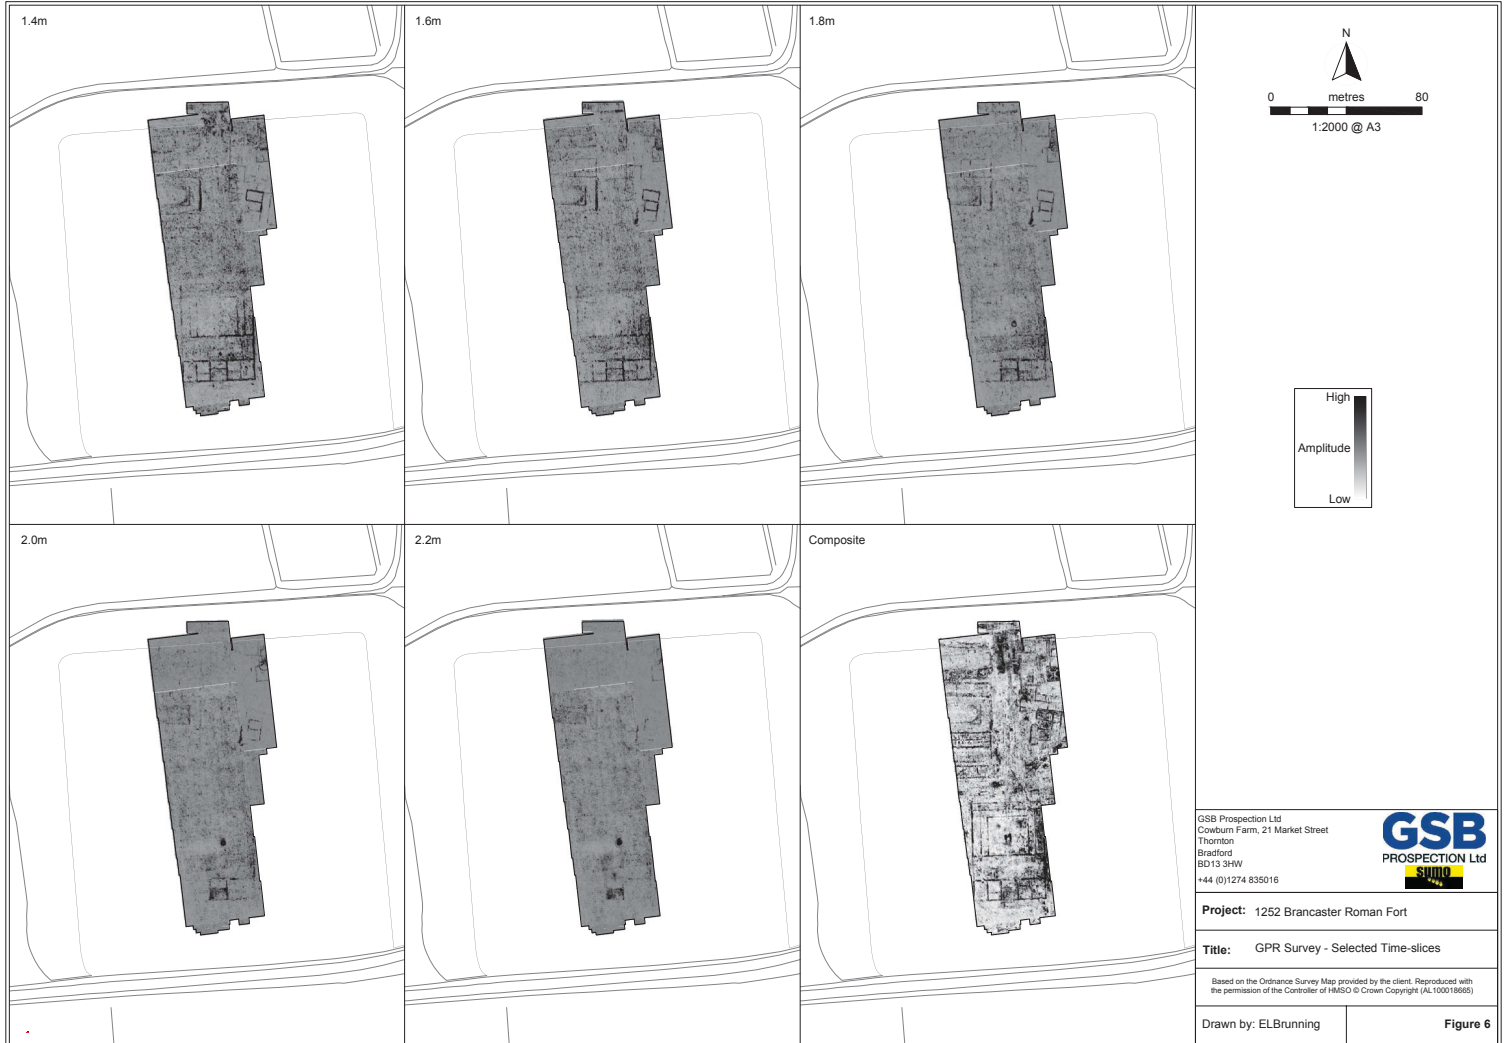 1.4m
1.6m
1.8m
N
0 metres 80
1:2000 @ A3
High
Amplitude
Low
2.0m
2.2m
Composite
GSB Prospection Ltd
Cowburn Farm, 21 Market Street
Thornton
Bradford
BD13 3HW
+44 (0)1274 835016
GSB
PROSPECTION Ltd
sumo
Project: 1252 Brancaster Roman Fort
Title: GPR Survey - Selected Time-slices
Based on the Ordnance Survey Map provided by the client. Reproduced with
the permission of the Controller of HMSO © Crown Copyright (AL100018665)
Drawn by: ELBrunning
Figure 6